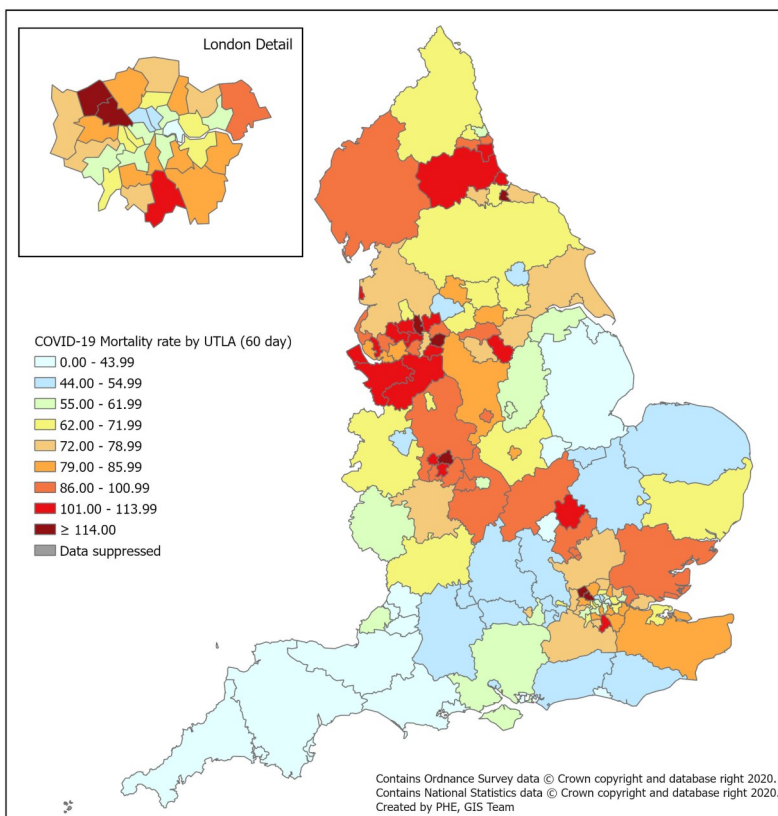 London Detail
COVID-19 Mortality rate by UTLA (60 day)
0.00 - 43.99
44.00 - 54.99
55.00 - 61.99
62.00 - 71.99
72.00 - 78.99
79.00 - 85.99
86.00 - 100.99
101.00 - 113.99
≥ 114.00
Data suppressed
Contains Ordnance Survey data © Crown copyright and database right 2020.
Contains National Statistics data © Crown copyright and database right 2020.
Created by PHE, GIS Team